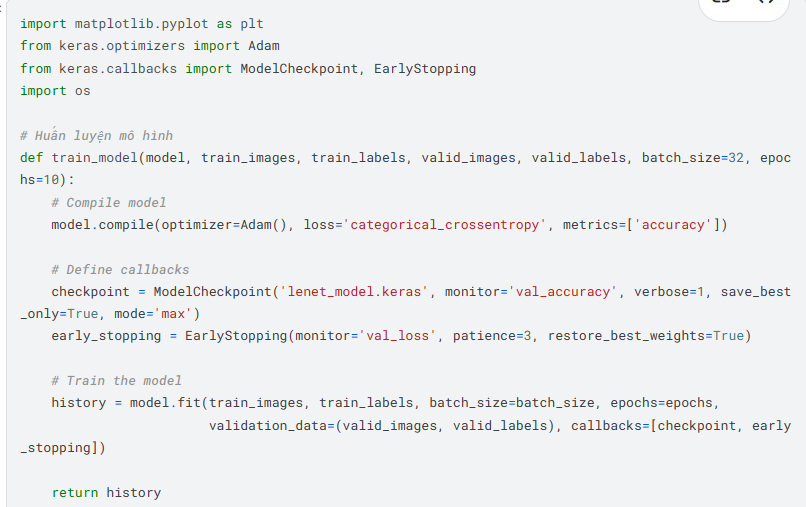 import matplotlib.pyplot as plt
from keras.optimizers import Adam
from keras.callbacks import ModelCheckpoint, EarlyStopping
import os
# Huấn luyện mô hình
def train_model(model, train_images, train_labels, valid_images, valid_labels, batch_size=32, epoc
hs=10):
# Compile model
model.compile(optimizer=Adam(), loss='categorical_crossentropy', metrics=['accuracy'])
# Define callbacks
checkpoint = ModelCheckpoint('lenet_model.keras', monitor='val_accuracy', verbose=1, save_best
_only=True, mode='max')
early_stopping = EarlyStopping(monitor='val_loss', patience=3, restore_best_weights=True)
# Train the model
history = model.fit(train_images, train_labels, batch_size=batch_size, epochs=epochs,
validation_data=(valid_images, valid_labels), callbacks=[checkpoint, early
_stopping])
return history